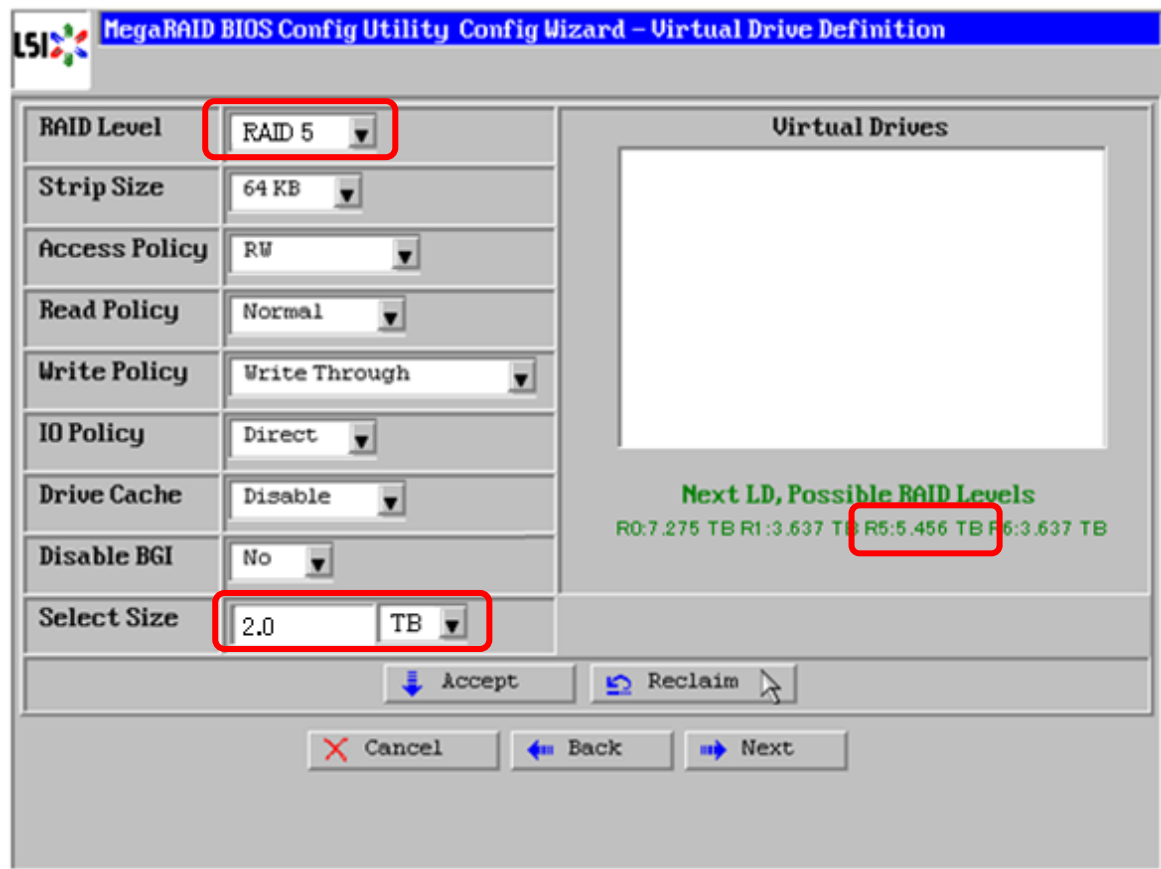 LSI
MegaRAID BIOS Config Utility Config Wizard – Virtual Drive Definition
RAID Level
RAID 5
Strip Size
64 KB
Access Policy
RW
Read Policy
Normal
Write Policy
Write Through
IO Policy
Direct
Drive Cache
Disable
Disable BGI
No
Select Size
2.0
TB
Virtual Drives
Next LD, Possible RAID Levels
R0:7.275 TB R1:3.637 TB R5:5.456 TB R6:3.637 TB
Accept
Reclaim
Cancel
Back
Next